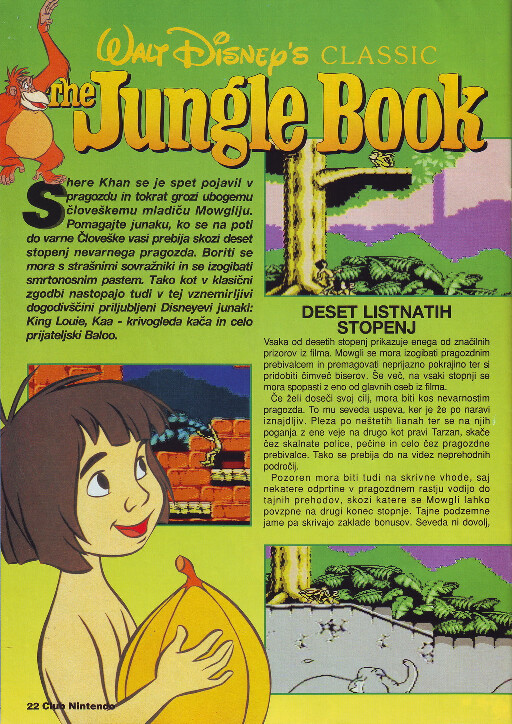 WALT DISNEY'S CLASSIC
The Jungle Book
Shere Khan se je spet pojavil v
pragozdu in tokrat grozi ubogemu
človeškemu mladiču Mowgliju.
Pomagajte junaku, ko se na poti
do varne Človeške vasi prebija skozi deset
stopenj nevarnega pragozda. Boriti se
mora s strašnimi sovražniki in se izogibati
smrtonosnim pastem. Tako kot v klasični
zgodbi nastopajo tudi v tej vznemirljivi
dogodivščini priljubljeni Disneyevi junaki:
King Louie, Kaa - krivogleda kača in celo
prijateljski Baloo.
DESET LISTNATIH
STOPENJ
Vsaka od desetih stopenj prikazuje enega od značilnih
prizorov iz filma. Mowgli se mora izogibati pragozdnim
prebivalcem in premagovati neprijazno pokrajino ter si
pridobiti čimveč biserov. Še več, na vsaki stopnji se
mora spopasti z eno od glavnih oseb iz filma.
Če želi doseči svoj cilj, mora biti kos nevarnostim
pragozda. To mu seveda uspeva, ker je že po naravi
iznajdljiv. Pleza po neštetih lianah ter se na njih
poganja z ene veje na drugo kot pravi Tarzan, skače
čez skalnate police, pečine in celo čez pragozdne
prebivalce. Tako se prebija do na videz neprehodnih
področij.
Pozoren mora biti tudi na skrivne vhode, saj
nekatere odprtine v pragozdnem rastju vodijo do
tajnih prehodov, skozi katere se Mowgli lahko
povzpne na drugi konec stopnje. Tajne podzemne
jame pa skrivajo zaklade bonusov. Seveda ni dovolj,
22 Club Nintendo